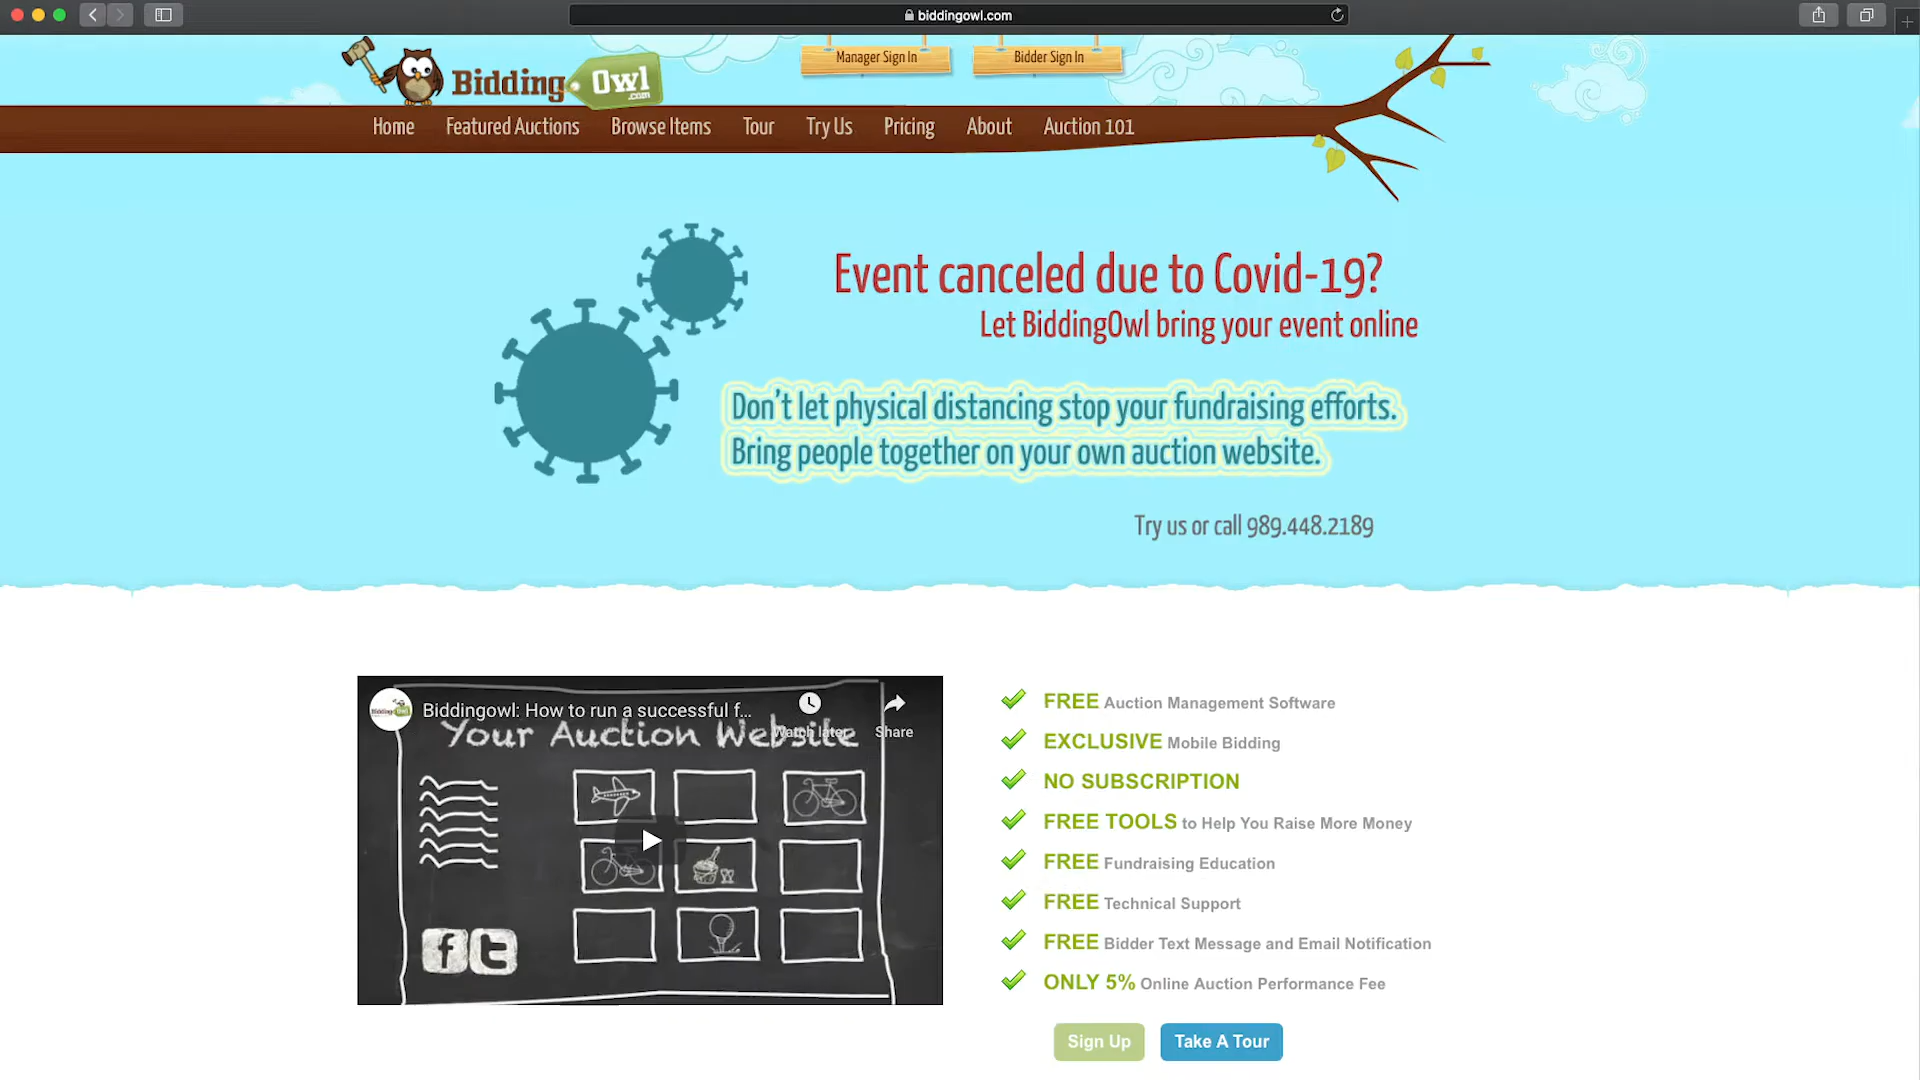 biddingowl.com
Manager Sign In
Bidder Sign In
Bidding Owl .com
Home
Featured Auctions
Browse Items
Tour
Try Us
Pricing
About
Auction 101
Event canceled due to Covid-19?
Let BiddingOwl bring your event online
Don't let physical distancing stop your fundraising efforts.
Bring people together on your own auction website.
Try us or call 989.448.2189
Biddingowl: How to run a successful f...
Watch later
Share
Your Auction Website
f t
FREE Auction Management Software
EXCLUSIVE Mobile Bidding
NO SUBSCRIPTION
FREE TOOLS to Help You Raise More Money
FREE Fundraising Education
FREE Technical Support
FREE Bidder Text Message and Email Notification
ONLY 5% Online Auction Performance Fee
Sign Up
Take A Tour